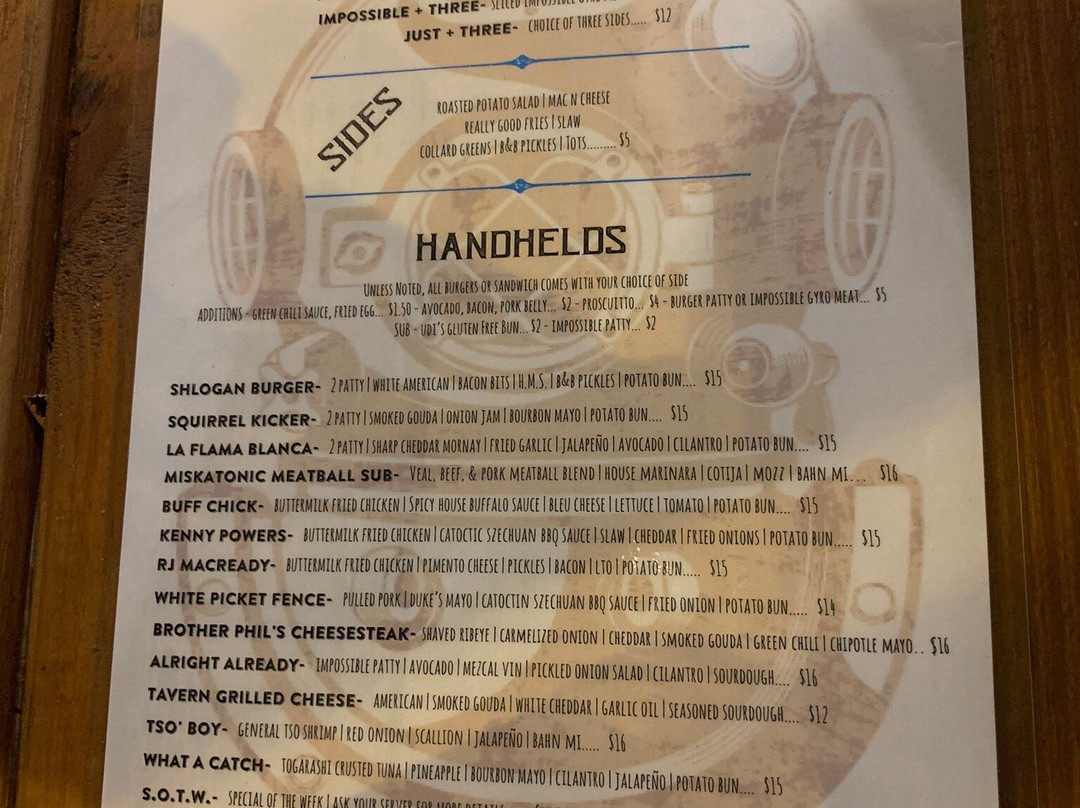 IMPOSSIBLE + THREE- SLICED IMPOSSIBLE GYRO
JUST + THREE- CHOICE OF THREE SIDES..... $12
SIDES
ROASTED POTATO SALAD | MAC N CHEESE
REALLY GOOD FRIES | SLAW
COLLARD GREENS | B&B PICKLES | TOTS......... $5
HANDHELDS
UNLESS NOTED, ALL BURGERS OR SANDWICH COMES WITH YOUR CHOICE OF SIDE
ADDITIONS - GREEN CHILI SAUCE, FRIED EGG... $1.50 - AVOCADO, BACON, PORK BELLY... $2 - PROSCUITTO... $4 - BURGER PATTY OR IMPOSSIBLE GYRO MEAT... $5
SUB - UDI'S GLUTEN FREE BUN... $2 - IMPOSSIBLE PATTY... $2
SHLOGAN BURGER- 2 PATTY | WHITE AMERICAN | BACON BITS | H.M.S. | B&B PICKLES | POTATO BUN.... $15
SQUIRREL KICKER- 2 PATTY | SMOKED GOUDA | ONION JAM | BOURBON MAYO | POTATO BUN.... $15
LA FLAMA BLANCA- 2 PATTY | SHARP CHEDDAR MORNAY | FRIED GARLIC | JALAPEÑO | AVOCADO | CILANTRO | POTATO BUN.... $15
MISKATONIC MEATBALL SUB- VEAL, BEEF, & PORK MEATBALL BLEND | HOUSE MARINARA | COTIJA | MOZZ | BAHN MI... $16
BUFF CHICK- BUTTERMILK FRIED CHICKEN | SPICY HOUSE BUFFALO SAUCE | BLEU CHEESE | LETTUCE | TOMATO | POTATO BUN.... $15
KENNY POWERS- BUTTERMILK FRIED CHICKEN | CATOCTIC SZECHUAN BBQ SAUCE | SLAW | CHEDDAR | FRIED ONIONS | POTATO BUN..... $15
RJ MACREADY- BUTTERMILK FRIED CHICKEN | PIMENTO CHEESE | PICKLES | BACON | LTO | POTATO BUN..... $15
WHITE PICKET FENCE- PULLED PORK | DUKE'S MAYO | CATOCTIN SZECHUAN BBQ SAUCE | FRIED ONION | POTATO BUN..... $14
BROTHER PHIL'S CHEESESTEAK- SHAVED RIBEYE | CARMELIZED ONION | CHEDDAR | SMOKED GOUDA | GREEN CHILI | CHIPOTLE MAYO.. $16
ALRIGHT ALREADY- IMPOSSIBLE PATTY | AVOCADO | MEZCAL VIN | PICKLED ONION SALAD | CILANTRO | SOURDOUGH.... $16
TAVERN GRILLED CHEESE- AMERICAN | SMOKED GOUDA | WHITE CHEDDAR | GARLIC OIL | SEASONED SOURDOUGH.... $12
TSO' BOY- GENERAL TSO SHRIMP | RED ONION | SCALLION | JALAPEÑO | BAHN MI..... $16
WHAT A CATCH- TOGARASHI CRUSTED TUNA | PINEAPPLE | BOURBON MAYO | CILANTRO | JALAPEÑO | POTATO BUN.... $15
S.O.T.W.- SPECIAL OF THE WEEK | ASK YOUR SERVER FOR MORE DETAILS